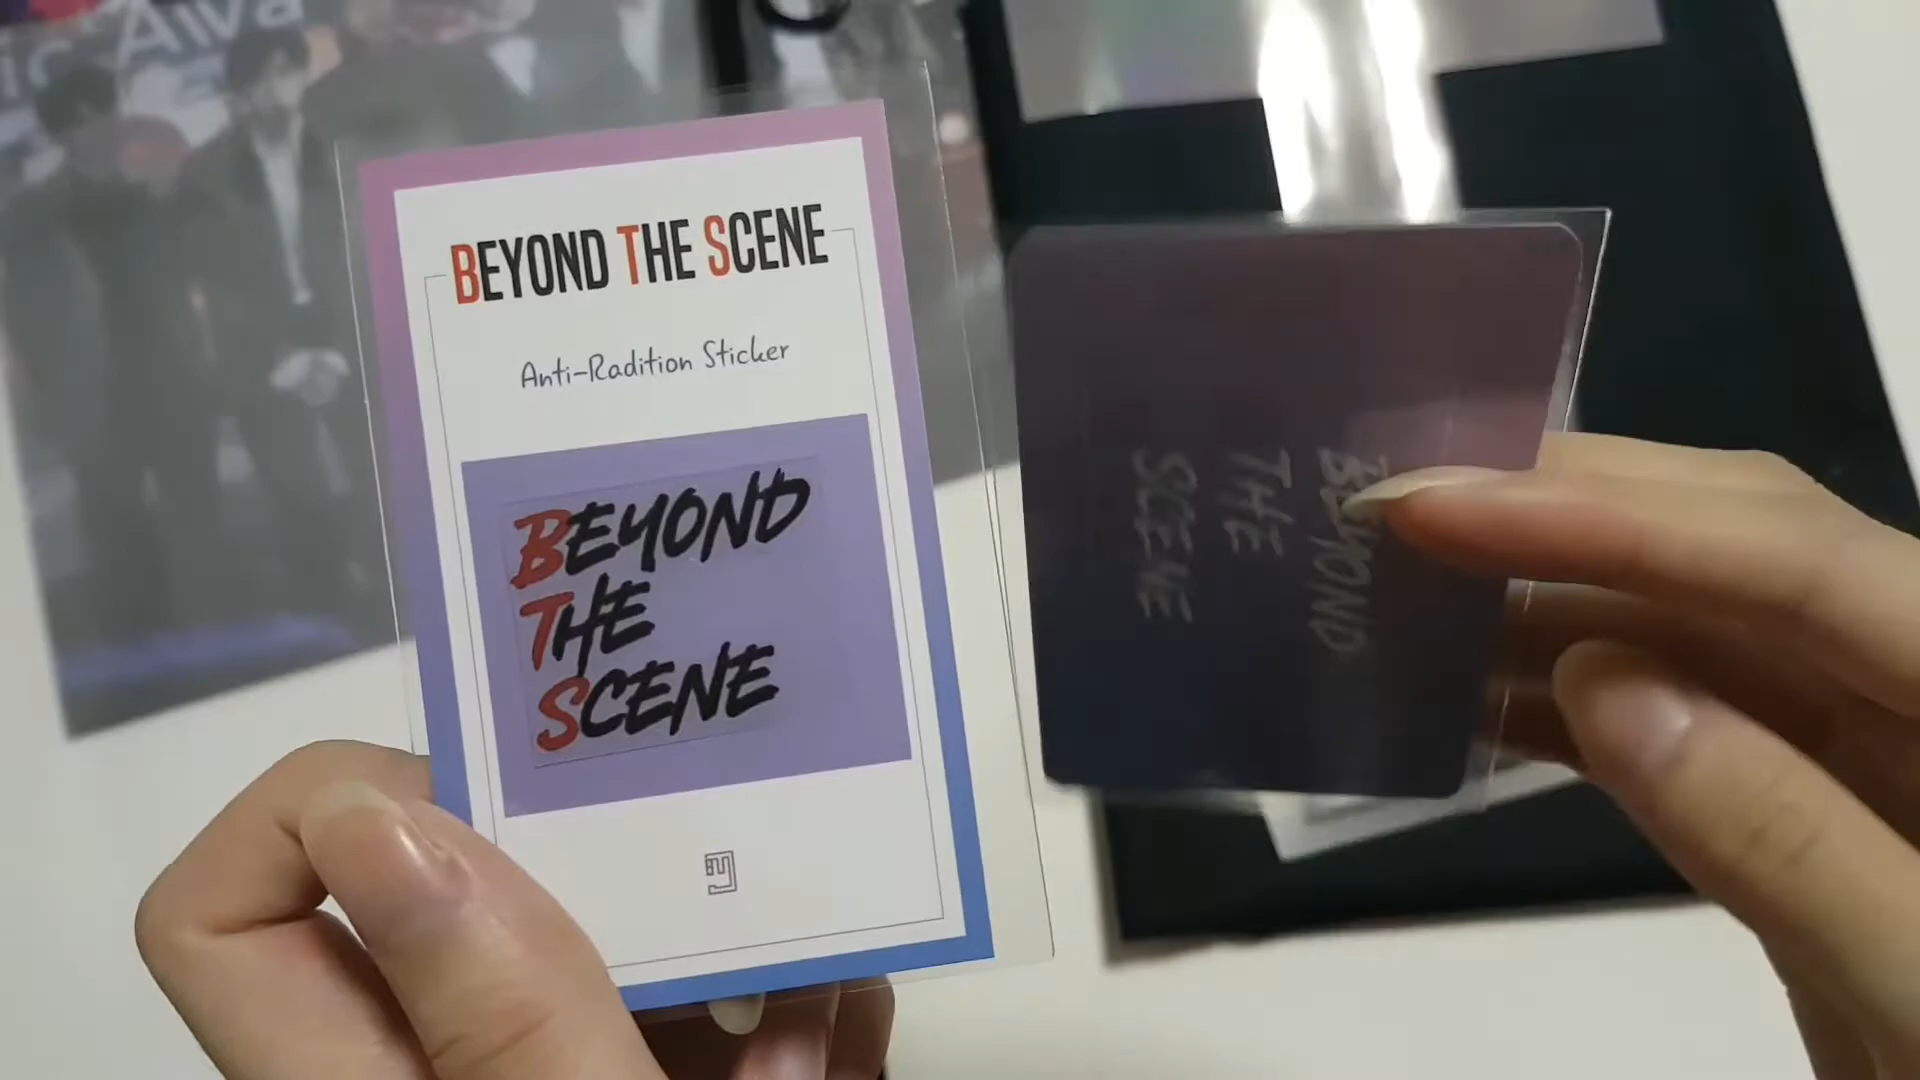 BEYOND THE SCENE
Anti-Radition Sticker
BEYOND
THE
SCENE
BEYOND
THE
SCENE